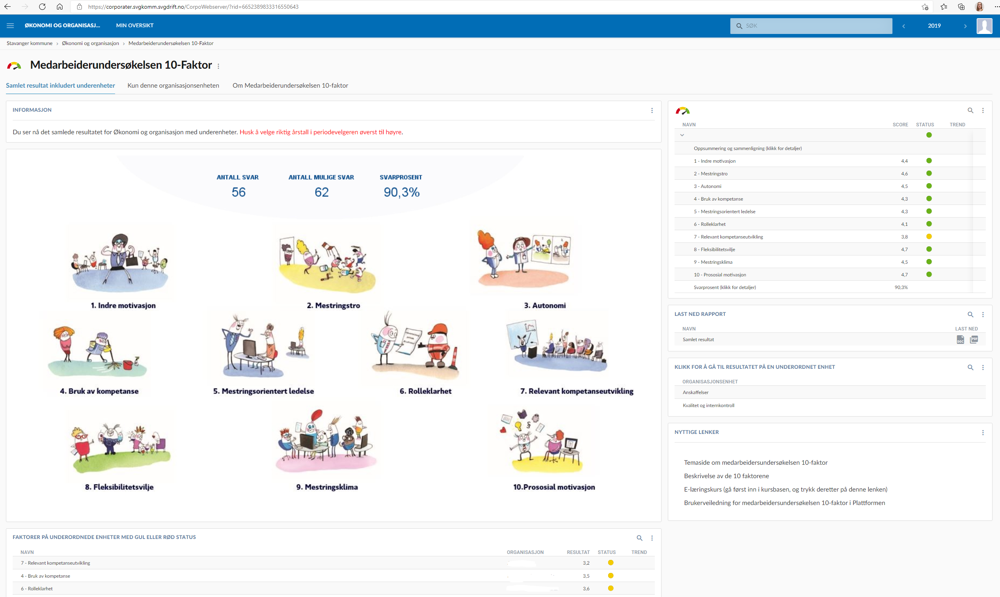 https://corporater.svgkomm.svgdrift.no/CorpoWebserver/?rid=6652389833316550643
ØKONOMI OG ORGANISASJ... MIN OVERSIKT SØK 2019
Stavanger kommune > Økonomi og organisasjon > Medarbeiderundersøkelsen 10-Faktor
Medarbeiderundersøkelsen 10-Faktor
Samlet resultat inkludert underenheter Kun denne organisasjonsenheten Om Medarbeiderundersøkelsen 10-faktor
INFORMASJON
Du ser nå det samlede resultatet for Økonomi og organisasjon med underenheter. Husk å velge riktig årstall i periodevelgeren øverst til høyre.
ANTALL SVAR ANTALL MULIGE SVAR SVARPROSENT
56 62 90,3%
1. Indre motivasjon 2. Mestringstro 3. Autonomi
4. Bruk av kompetanse 5. Mestringsorientert ledelse 6. Rolleklarhet 7. Relevant kompetanseutvikling
8. Fleksibilitetsvilje 9. Mestringsklima 10.Prososial motivasjon
FAKTORER PÅ UNDERORDNEDE ENHETER MED GUL ELLER RØD STATUS
NAVN ORGANISASJON RESULTAT STATUS TREND
7 - Relevant kompetanseutvikling 3,2
4 - Bruk av kompetanse 3,5
6 - Rolleklarhet 3,6
NAVN SCORE STATUS TREND
Oppsummering og sammenligning (klikk for detaljer)
1 - Indre motivasjon 4,4
2 - Mestringstro 4,6
3 - Autonomi 4,5
4 - Bruk av kompetanse 4,3
5 - Mestringsorientert ledelse 4,3
6 - Rolleklarhet 4,1
7 - Relevant kompetanseutvikling 3,8
8 - Fleksibilitetsvilje 4,7
9 - Mestringsklima 4,5
10 - Prososial motivasjon 4,7
Svarprosent (klikk for detaljer) 90,3%
LAST NED RAPPORT
NAVN LAST NED
Samlet resultat DOC PDF
KLIKK FOR Å GÅ TIL RESULTATET PÅ EN UNDERORDNET ENHET
ORGANISASJONSENHET
Anskaffelser
Kvalitet og internkontroll
NYTTIGE LENKER
Temaside om medarbeidersundersøkelsen 10-faktor
Beskrivelse av de 10 faktorene
E-læringskurs (gå først inn i kursbasen, og trykk deretter på denne lenken)
Brukerveiledning for medarbeidersundersøkelsen 10-faktor i Plattformen